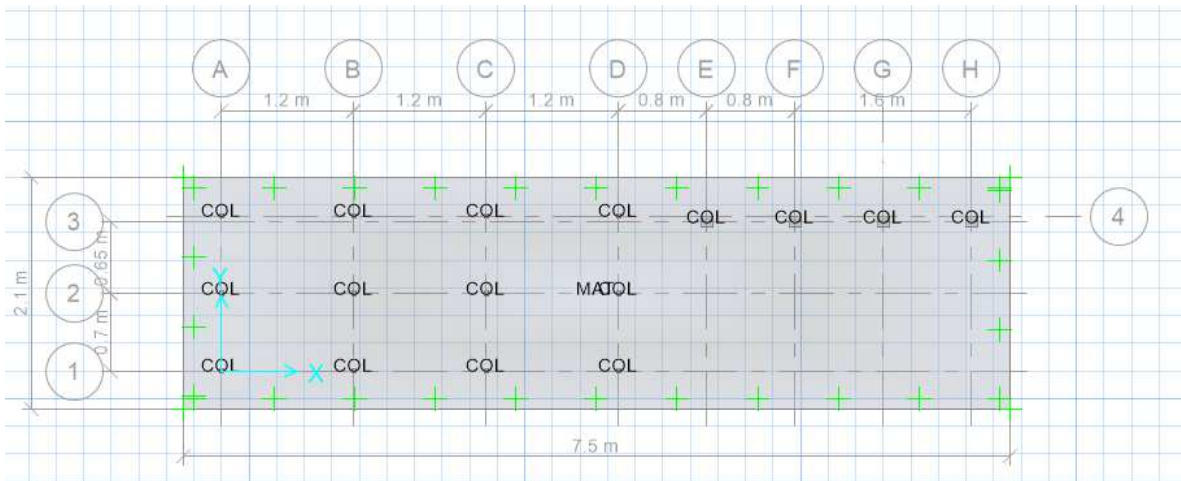 A B C D E F G H
1.2 m 1.2 m 1.2 m 0.8 m 0.8 m 1.6 m
COL COL COL COL COL COL COL COL
3 4
0.65 m
Y
COL COL COL MAT COL
2
2.1 m
0.7 m
COL COL COL COL
1 X
7.5 m